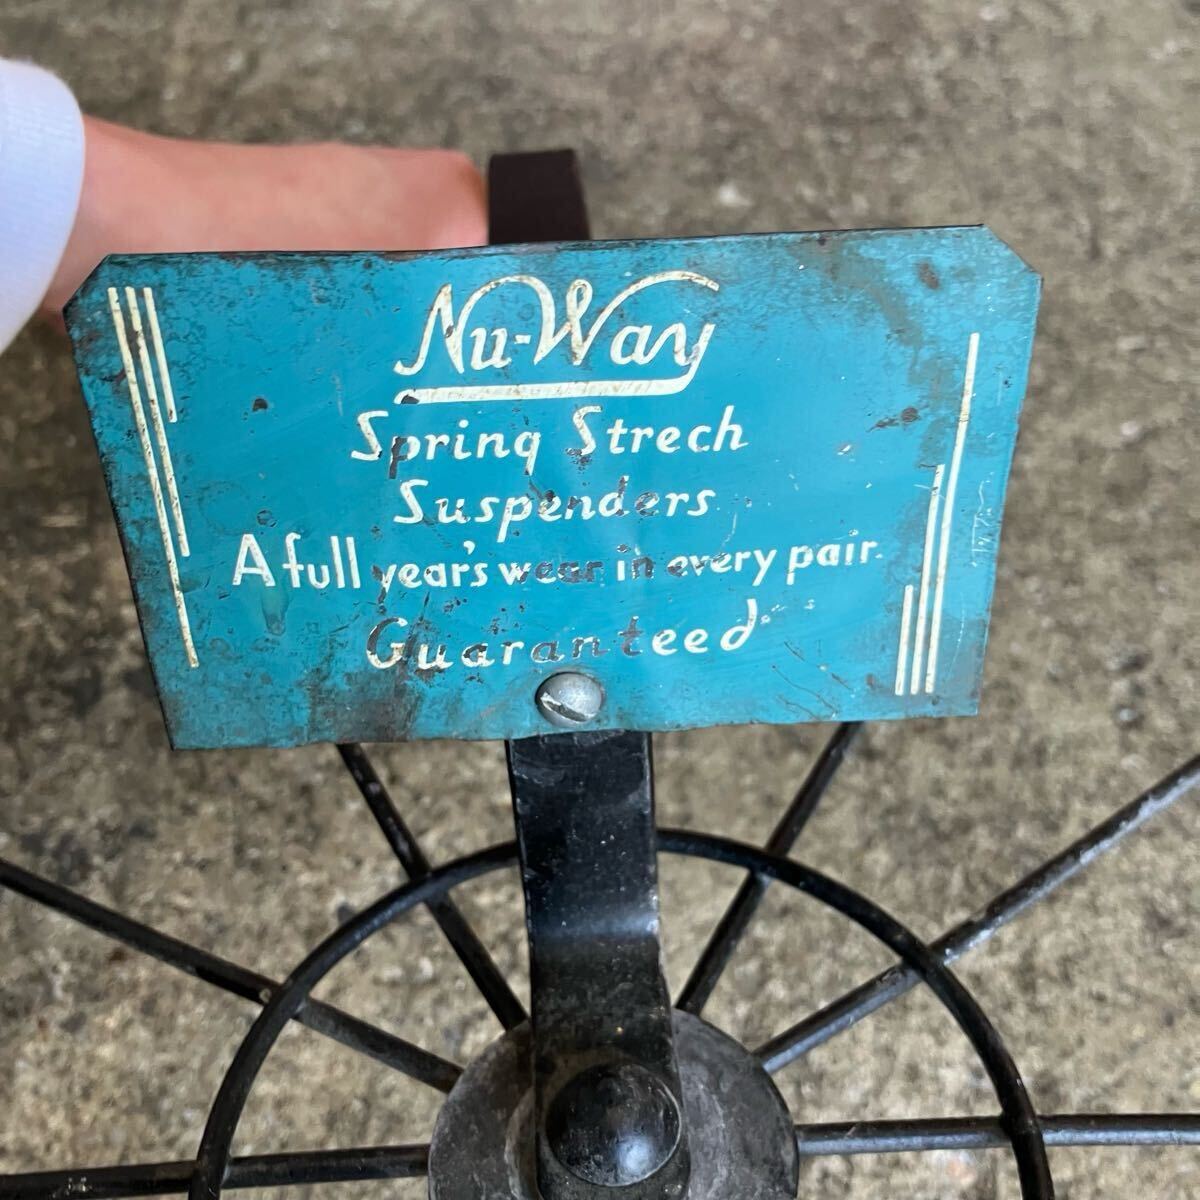 Nu-Way
Spring Strech
Suspenders
A full year's wear in every pair.
Guaranteed